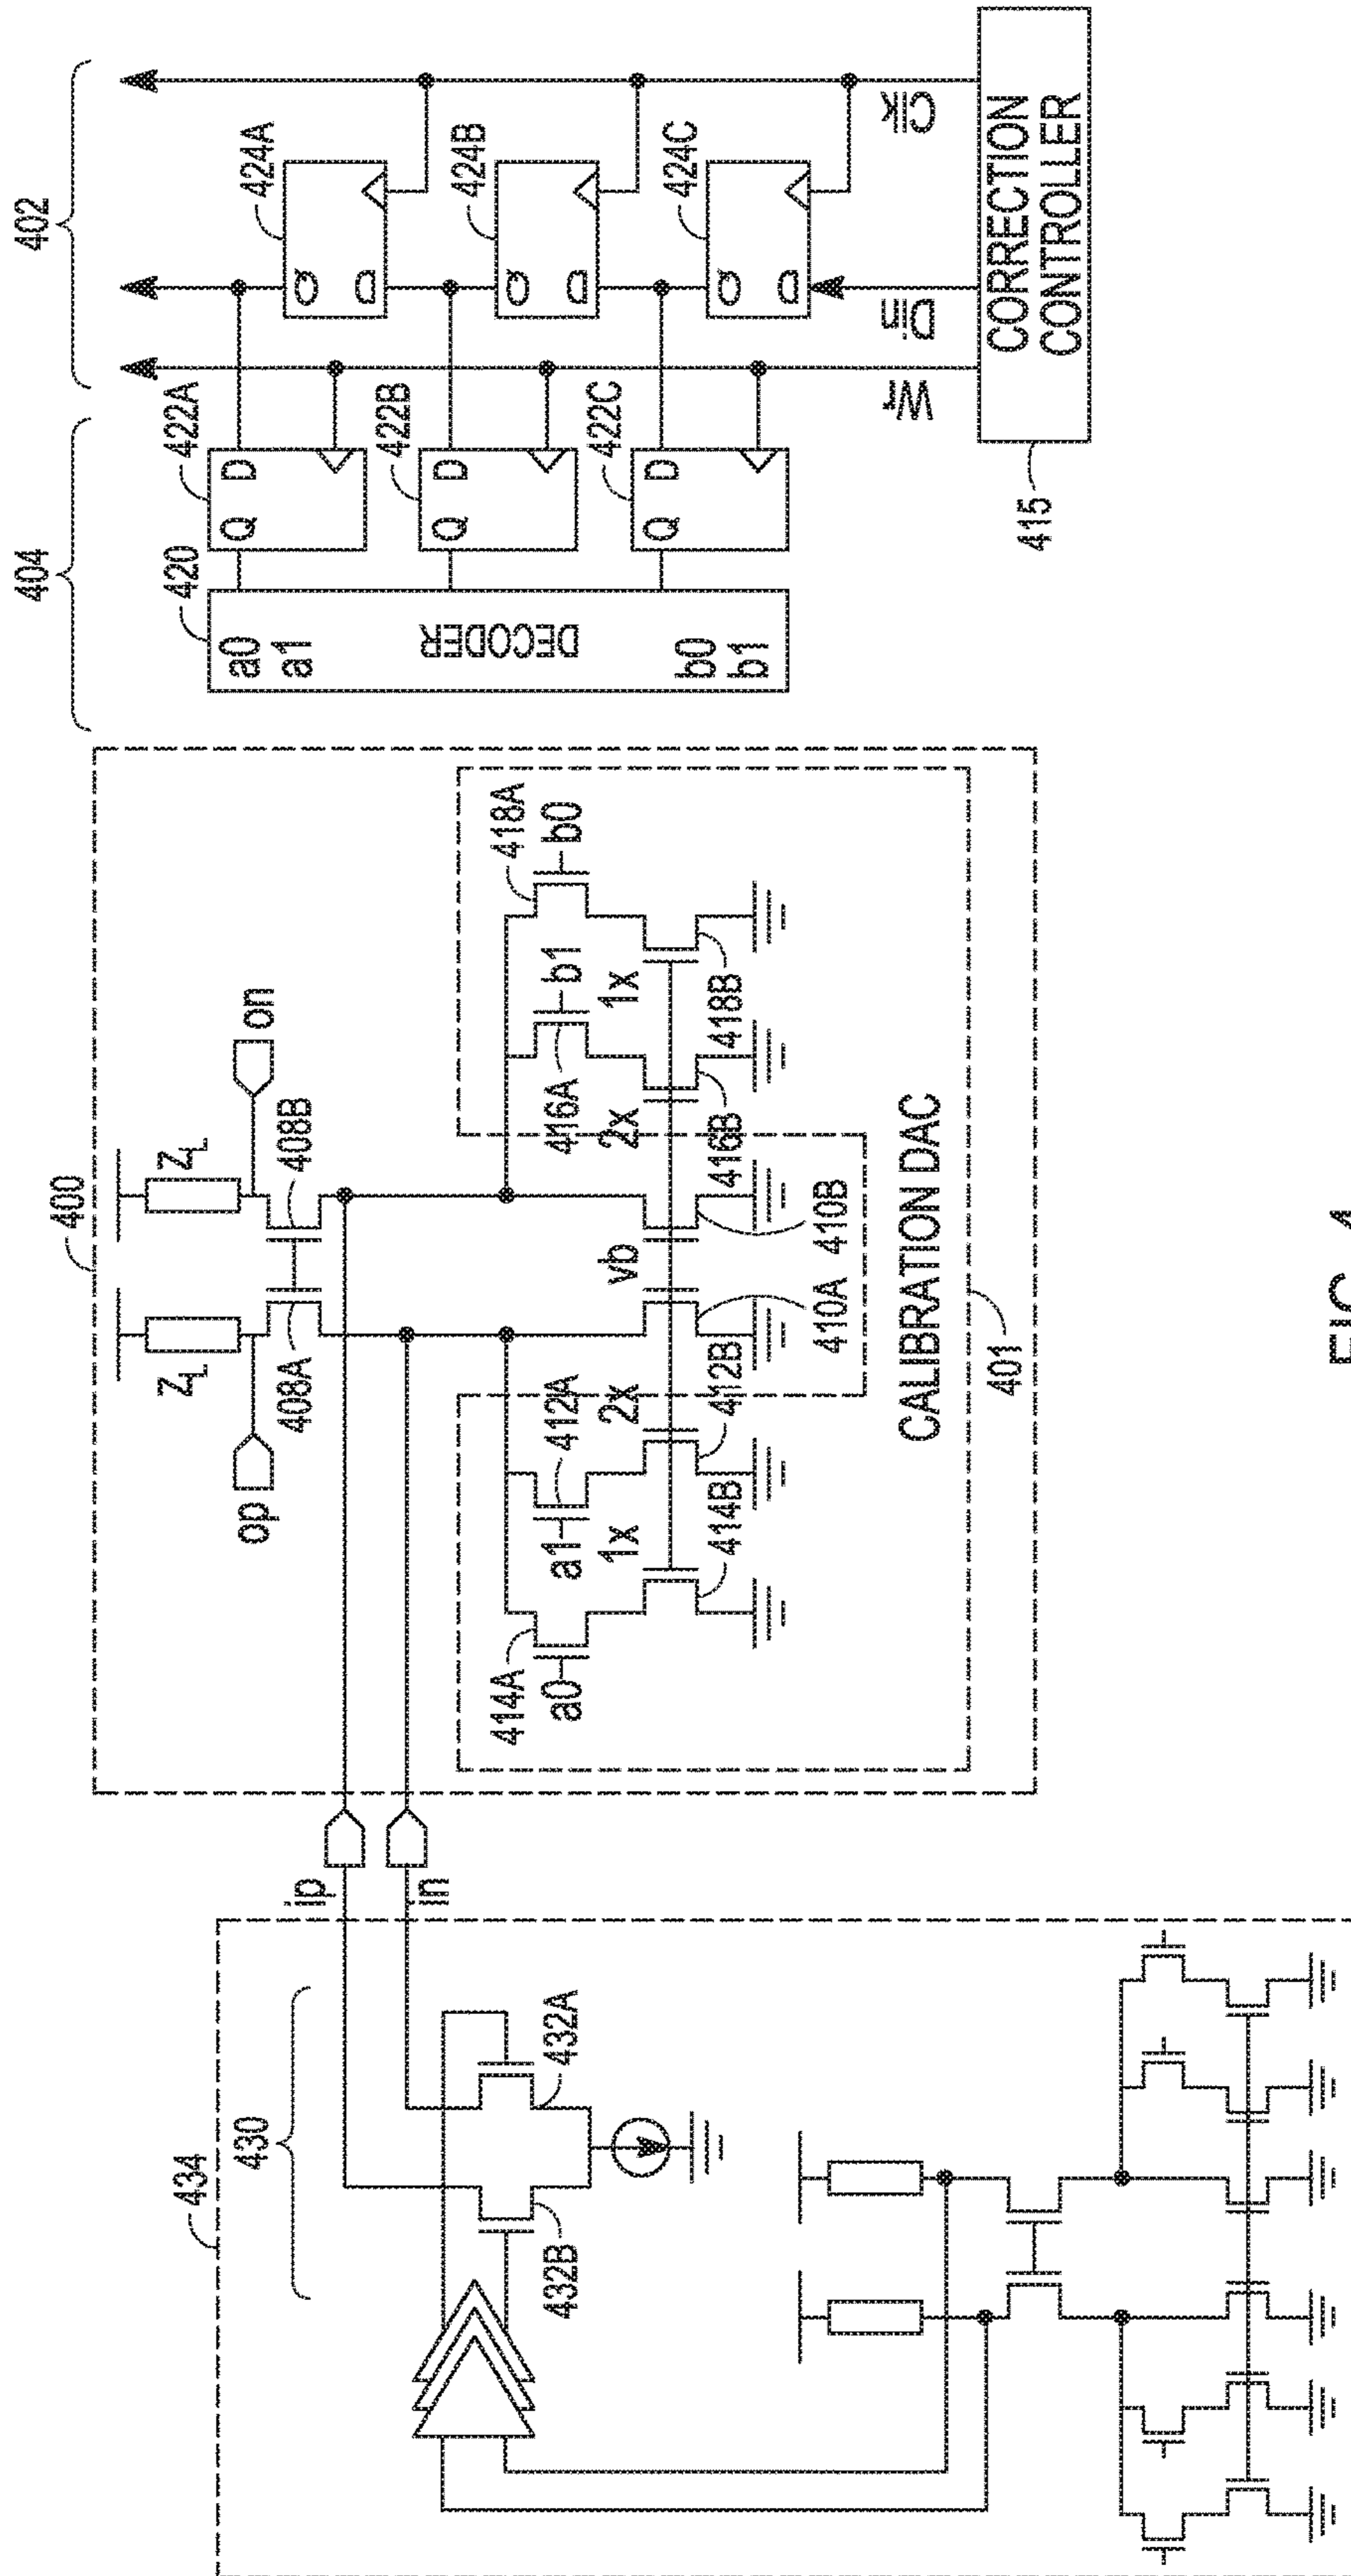 402
404
424A
424B
424C
Q
D
Q
D
Q
D
Clk
Din
Wr
CORRECTION
CONTROLLER
415
422A
422B
422C
Q D
Q D
Q D
420
a0
a1
DECODER
b0
b1
400
ZL
ZL
op
on
408A
408B
418A
b0
b1
416A
1x
418B
2x
416B
vb
410A
410B
2x
412B
412A
a1
1x
414B
414A
a0
CALIBRATION DAC
401
ip
in
434
430
432A
432B